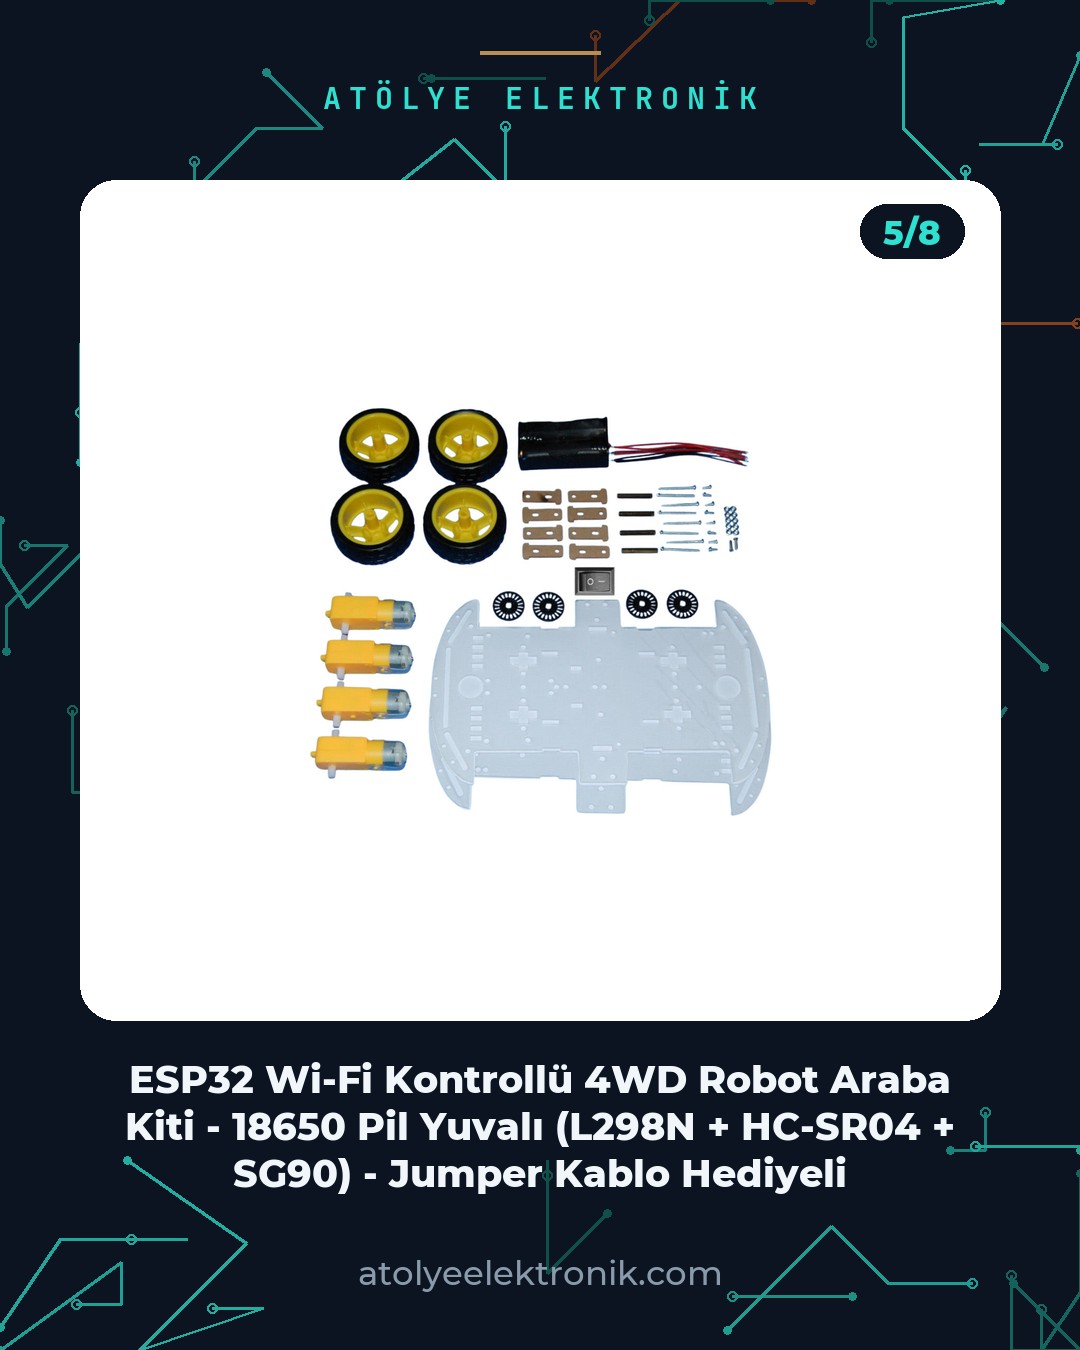 ATÖLYE ELEKTRONİK
5/8
ESP32 Wi-Fi Kontrollü 4WD Robot Araba
Kiti - 18650 Pil Yuvalı (L298N + HC-SR04 +
SG90) - Jumper Kablo Hediyeli
atolyeelektronik.com